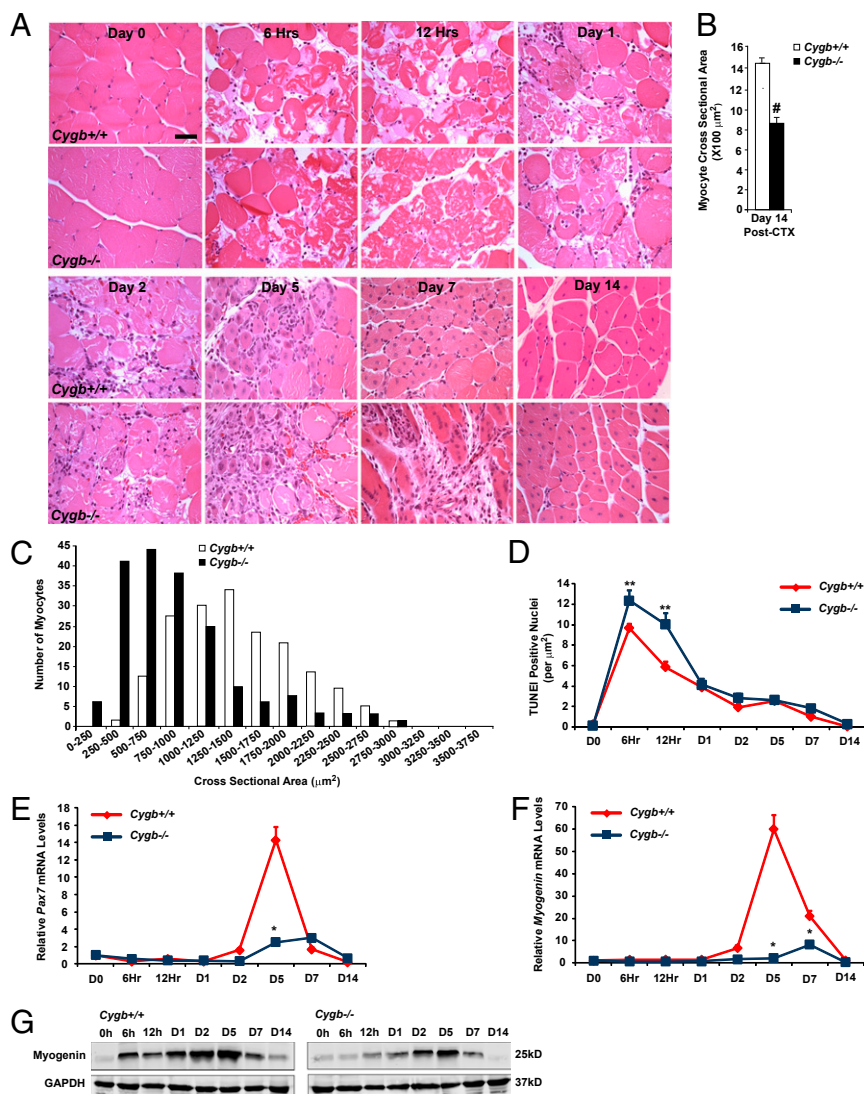 A
Day 0
6 Hrs
12 Hrs
Day 1
Cygb+/+
Cygb-/-
Day 2
Day 5
Day 7
Day 14
Cygb+/+
Cygb-/-
B
Cygb+/+
Cygb-/-
Myocyte Cross Sectional Area
(X100 µm²)
16
14
12
10
8
6
4
2
0
#
Day 14
Post-CTX
C
Cygb+/+
Cygb-/-
Number of Myocytes
45
40
35
30
25
20
15
10
5
0
0-250
250-500
500-750
750-1000
1000-1250
1250-1500
1500-1750
1750-2000
2000-2250
2250-2500
2500-2750
2750-3000
3000-3250
3250-3500
3500-3750
Cross Sectional Area (µm²)
D
Cygb+/+
Cygb-/-
TUNEl Positive Nuclei
(per µm²)
14
12
10
8
6
4
2
0
**
**
D0 6Hr 12Hr D1 D2 D5 D7 D14
E
Cygb+/+
Cygb-/-
Relative Pax7 mRNA Levels
18
16
14
12
10
8
6
4
2
0
*
D0 6Hr 12Hr D1 D2 D5 D7 D14
F
Cygb+/+
Cygb-/-
Relative Myogenin mRNA Levels
70
60
50
40
30
20
10
0
*
*
D0 6Hr 12Hr D1 D2 D5 D7 D14
G
Cygb+/+
Cygb-/-
0h 6h 12h D1 D2 D5 D7 D14
0h 6h 12h D1 D2 D5 D7 D14
Myogenin
25kD
GAPDH
37kD